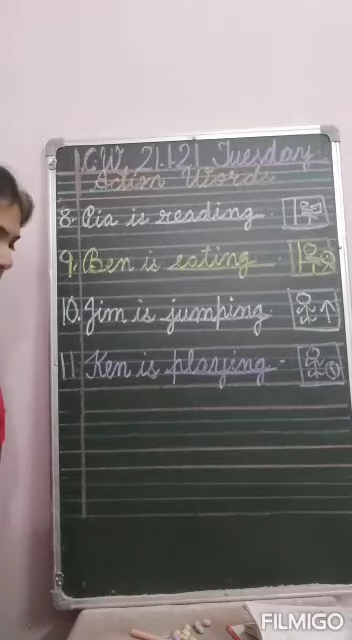 C.W. 21.1.21 Tuesday
Action Words
8. Pia is reading.
9. Ben is eating.
10. Jim is jumping.
11. Ken is playing.
FILMIGO